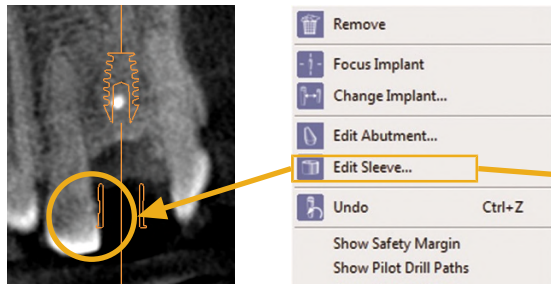 Remove
Focus Implant
Change Implant...
Edit Abutment...
Edit Sleeve...
Undo Ctrl+Z
Show Safety Margin
Show Pilot Drill Paths